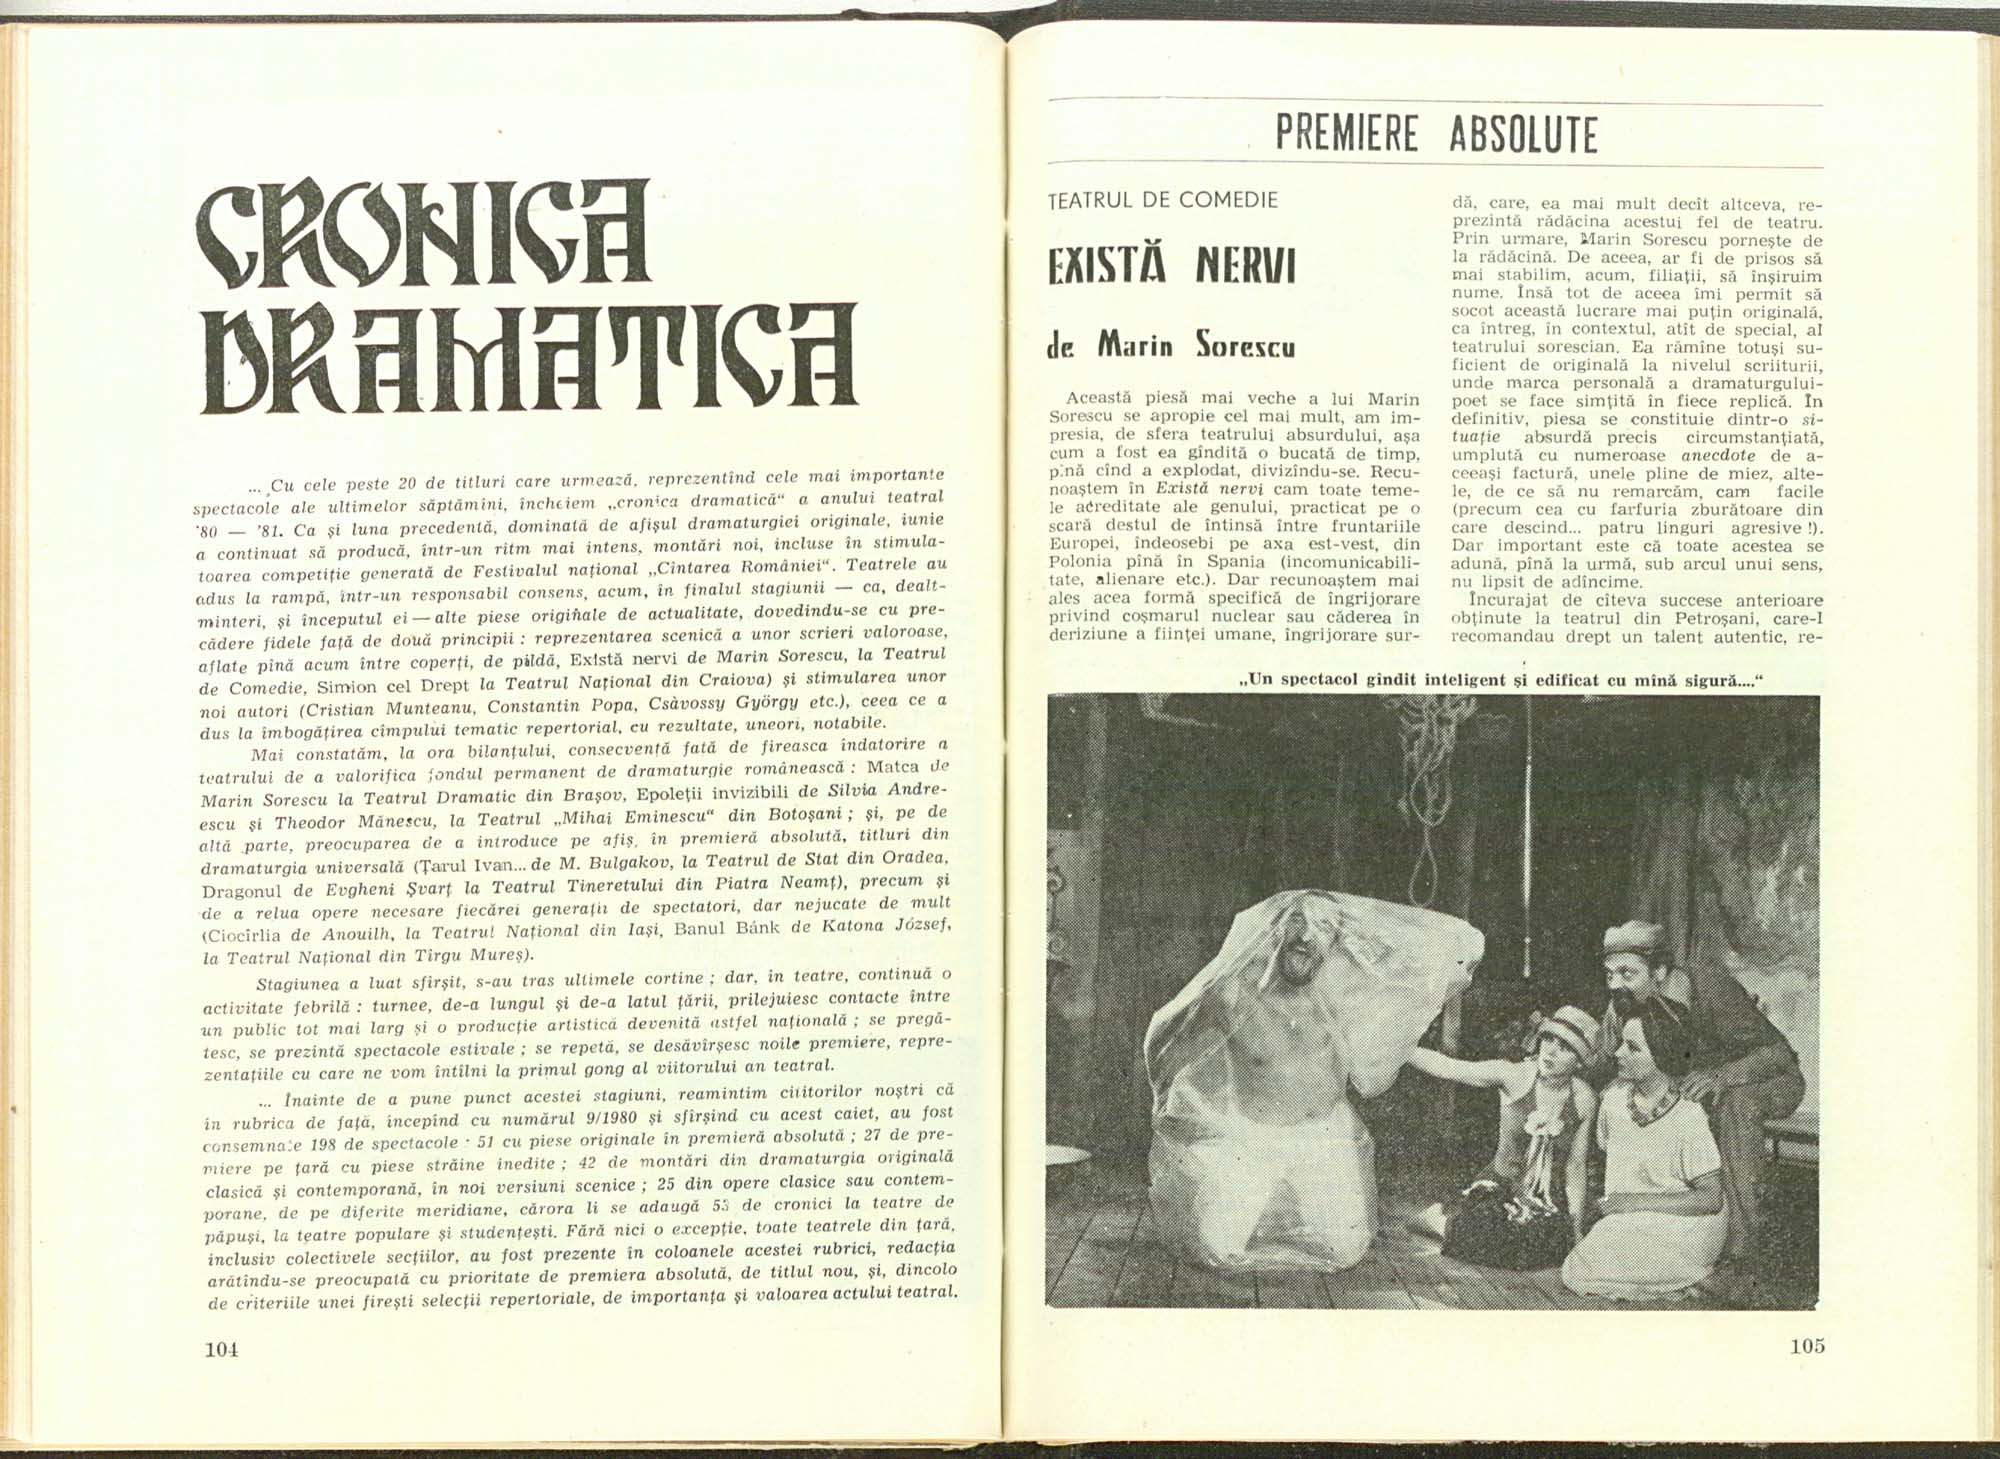 CRONICA
DRAMATICA
... Cu cele peste 20 de titluri care urmează, reprezentînd cele mai importante
spectacole ale ultimelor săptămîni, încheiem „cronica dramatică“ a anului teatral
'80 — '81. Ca și luna precedentă, dominată de afișul dramaturgiei originale, iunie
a continuat să producă, într-un ritm mai intens, montări noi, incluse în stimula-
toarea competiție generată de Festivalul național „Cîntarea României“. Teatrele au
adus la rampă, într-un responsabil consens, acum, în finalul stagiunii — ca, dealt-
minteri, și începutul ei — alte piese originale de actualitate, dovedindu-se cu pre-
cădere fidele față de două principii : reprezentarea scenică a unor scrieri valoroase,
aflate pînă acum între coperți, de pildă, Există nervi de Marin Sorescu, la Teatrul
de Comedie, Simion cel Drept la Teatrul Național din Craiova) și stimularea unor
noi autori (Cristian Munteanu, Constantin Popa, Csàvossy György etc.), ceea ce a
dus la îmbogățirea cîmpului tematic repertorial, cu rezultate, uneori, notabile.
Mai constatăm, la ora bilanțului, consecvență fată de fireasca îndatorire a
teatrului de a valorifica fondul permanent de dramaturgie românească : Matca de
Marin Sorescu la Teatrul Dramatic din Brașov, Epoleții invizibili de Silvia Andre-
escu și Theodor Mănescu, la Teatrul „Mihai Eminescu“ din Botoșani ; și, pe de
altă parte, preocuparea de a introduce pe afiș, în premieră absolută, titluri din
dramaturgia universală (Țarul Ivan... de M. Bulgakov, la Teatrul de Stat din Oradea,
Dragonul de Evgheni Șvarț la Teatrul Tineretului din Piatra Neamț), precum și
de a relua opere necesare fiecărei generații de spectatori, dar nejucate de mult
(Ciocîrlia de Anouilh, la Teatrul Național din Iași, Banul Bánk de Katona József,
la Teatrul Național din Tîrgu Mureș).
Stagiunea a luat sfîrșit, s-au tras ultimele cortine ; dar, în teatre, continuă o
activitate febrilă : turnee, de-a lungul și de-a latul țării, prilejuiesc contacte între
un public tot mai larg și o producție artistică devenită astfel națională ; se pregă-
tesc, se prezintă spectacole estivale ; se repetă, se desăvîrșesc noile premiere, repre-
zentațiile cu care ne vom întîlni la primul gong al viitorului an teatral.
... Înainte de a pune punct acestei stagiuni, reamintim cititorilor noștri că
în rubrica de față, începînd cu numărul 9/1980 și sfîrșind cu acest caiet, au fost
consemnate 198 de spectacole : 51 cu piese originale în premieră absolută ; 27 de pre-
miere pe țară cu piese străine inedite ; 42 de montări din dramaturgia originală
clasică și contemporană, în noi versiuni scenice ; 25 din opere clasice sau contem-
porane, de pe diferite meridiane, cărora li se adaugă 53 de cronici la teatre de
păpuși, la teatre populare și studențești. Fără nici o excepție, toate teatrele din țară,
inclusiv colectivele secțiilor, au fost prezente în coloanele acestei rubrici, redacția
arătîndu-se preocupată cu prioritate de premiera absolută, de titlul nou, și, dincolo
de criteriile unei firești selecții repertoriale, de importanța și valoarea actului teatral.
104
PREMIERE ABSOLUTE
TEATRUL DE COMEDIE
EXISTĂ NERVI
de Marin Sorescu
Această piesă mai veche a lui Marin
Sorescu se apropie cel mai mult, am im-
presia, de sfera teatrului absurdului, așa
cum a fost ea gîndită o bucată de timp,
pînă cînd a explodat, divizîndu-se. Recu-
noaștem în Există nervi cam toate teme-
le acreditate ale genului, practicat pe o
scară destul de întinsă între fruntariile
Europei, îndeosebi pe axa est-vest, din
Polonia pînă în Spania (incomunicabili-
tate, alienare etc.). Dar recunoaștem mai
ales acea formă specifică de îngrijorare
privind coșmarul nuclear sau căderea în
deriziune a ființei umane, îngrijorare sur-
dă, care, ea mai mult decît altceva, re-
prezintă rădăcina acestui fel de teatru.
Prin urmare, Marin Sorescu pornește de
la rădăcină. De aceea, ar fi de prisos să
mai stabilim, acum, filiații, să înșiruim
nume. Însă tot de aceea îmi permit să
socot această lucrare mai puțin originală,
ca întreg, în contextul, atît de special, al
teatrului sorescian. Ea rămîne totuși su-
ficient de originală la nivelul scriiturii,
unde marca personală a dramaturgului-
poet se face simțită în fiece replică. În
definitiv, piesa se constituie dintr-o si-
tuație absurdă precis circumstanțiată,
umplută cu numeroase anecdote de a-
ceeași factură, unele pline de miez, alte-
le, de ce să nu remarcăm, cam facile
(precum cea cu farfuria zburătoare din
care descind... patru linguri agresive !).
Dar important este că toate acestea se
adună, pînă la urmă, sub arcul unui sens,
nu lipsit de adîncime.
Încurajat de cîteva succese anterioare
obținute la teatrul din Petroșani, care-l
recomandau drept un talent autentic, re-
„Un spectacol gîndit inteligent și edificat cu mînă sigură....“
105